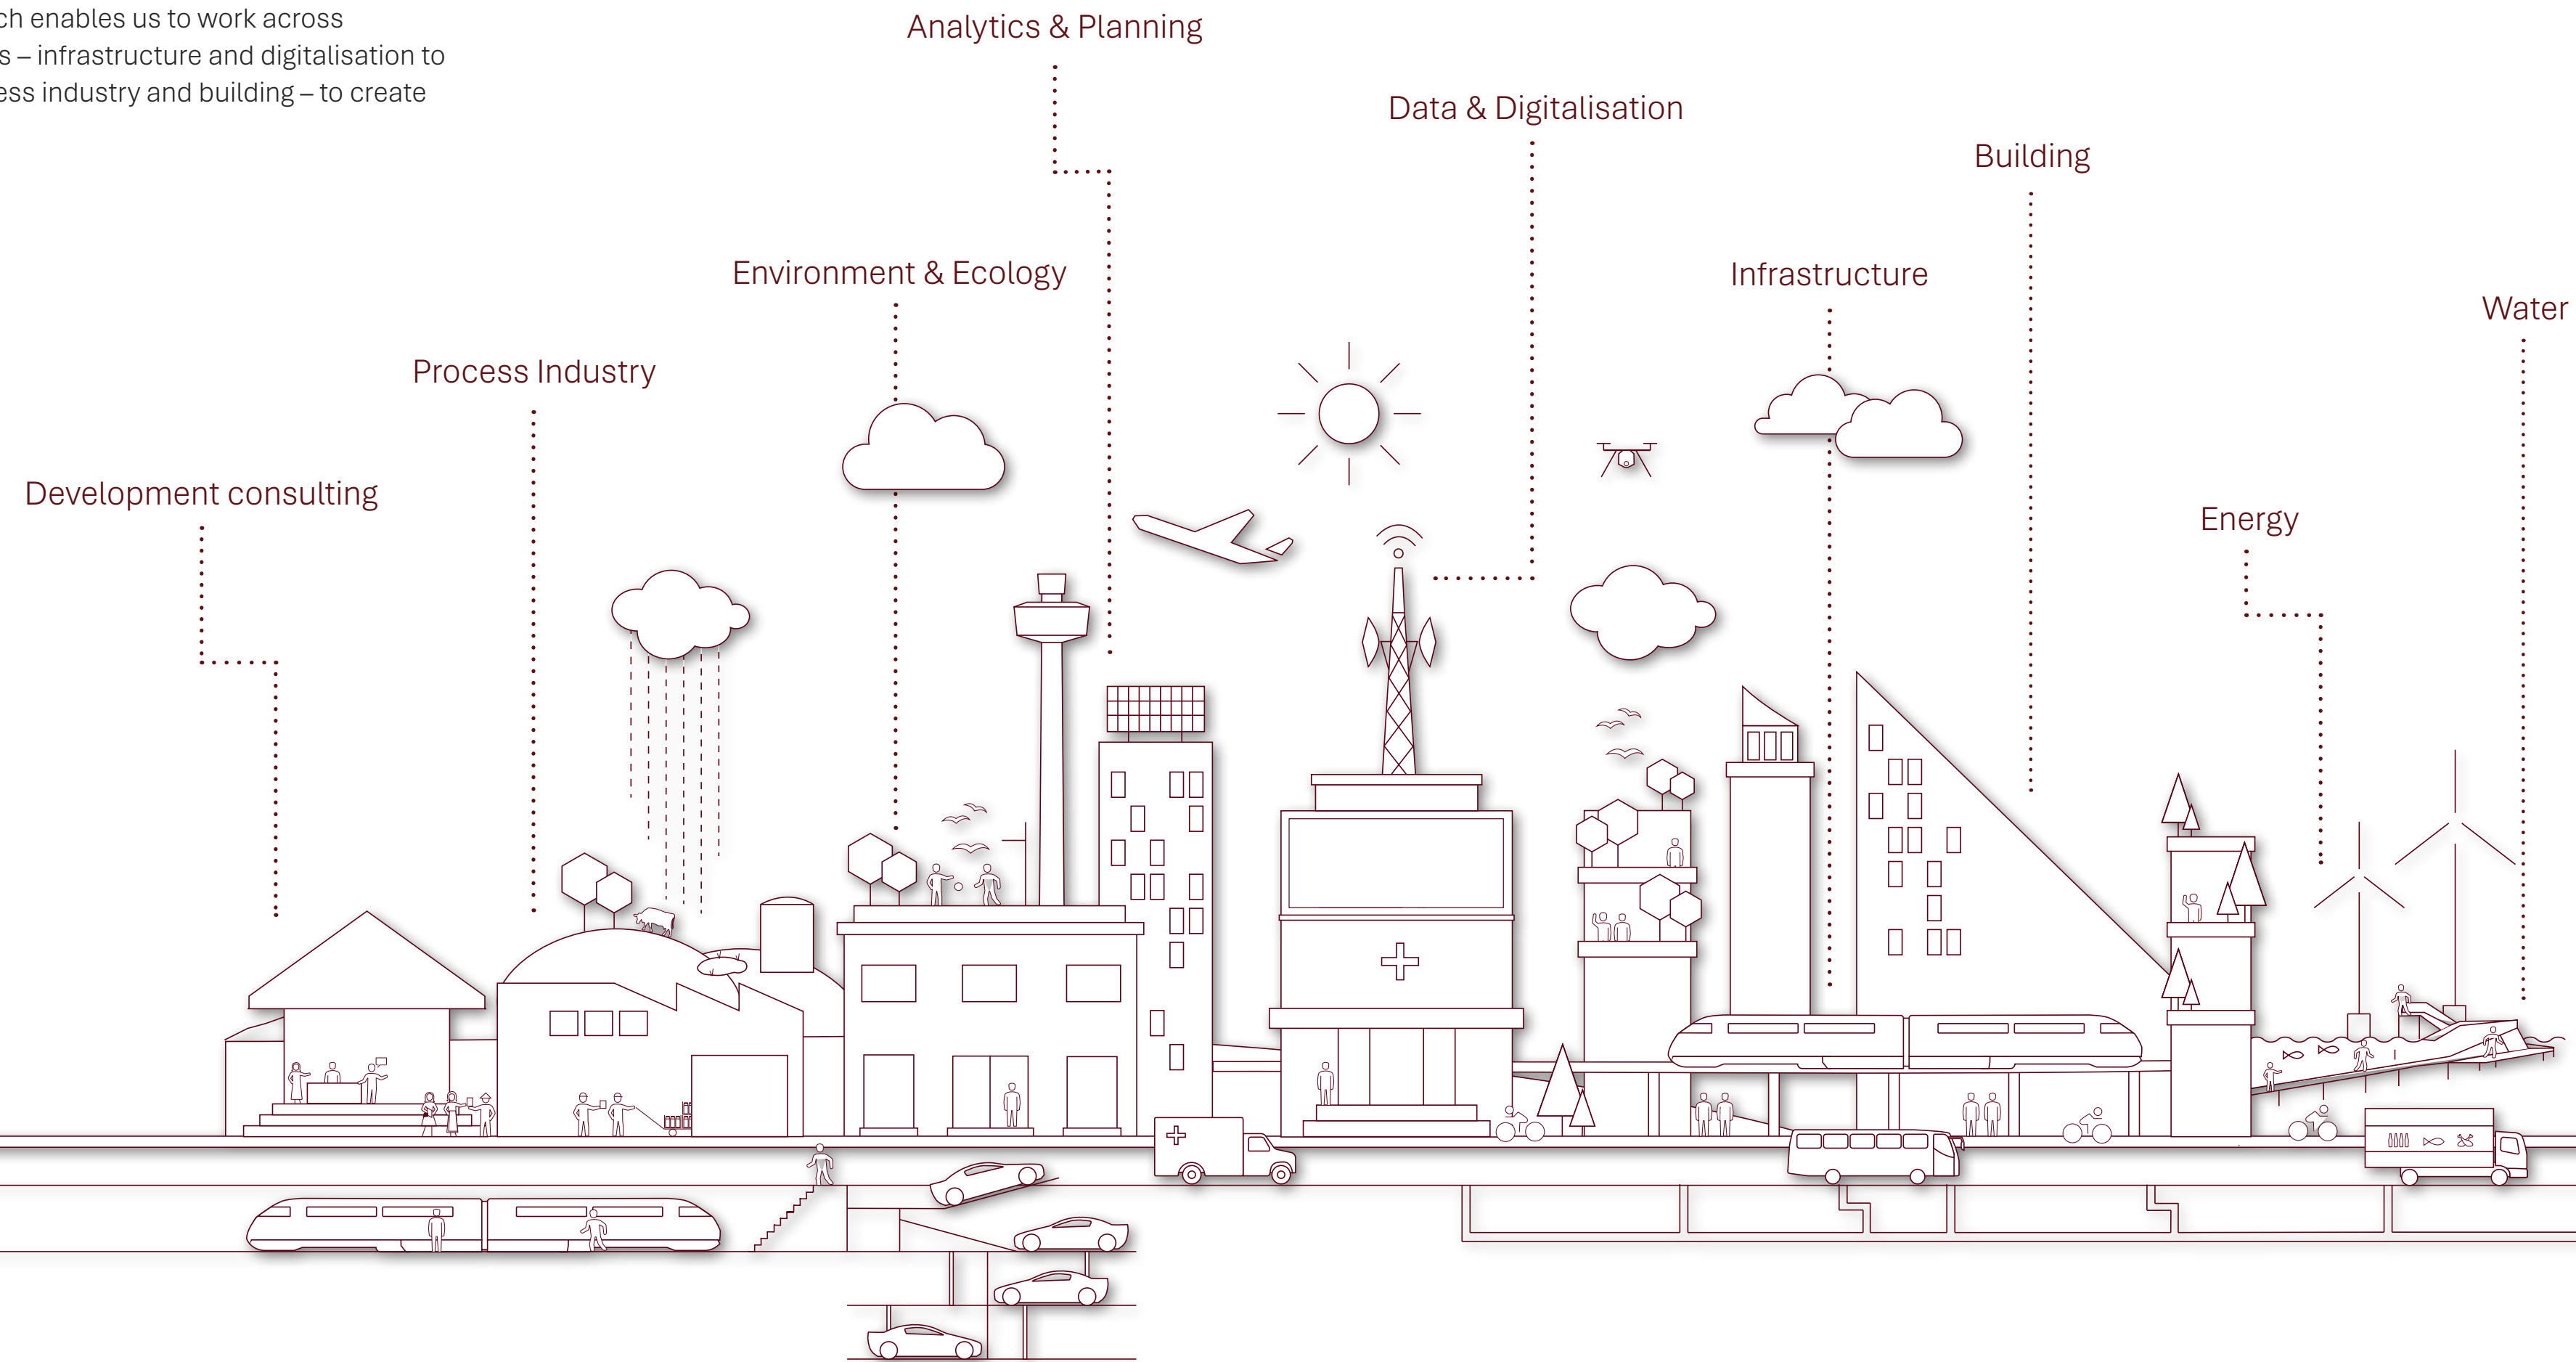 ch enables us to work across
s – infrastructure and digitalisation to
ess industry and building – to create
Analytics & Planning
Data & Digitalisation
Building
Environment & Ecology
Infrastructure
Water
Process Industry
Development consulting
Energy